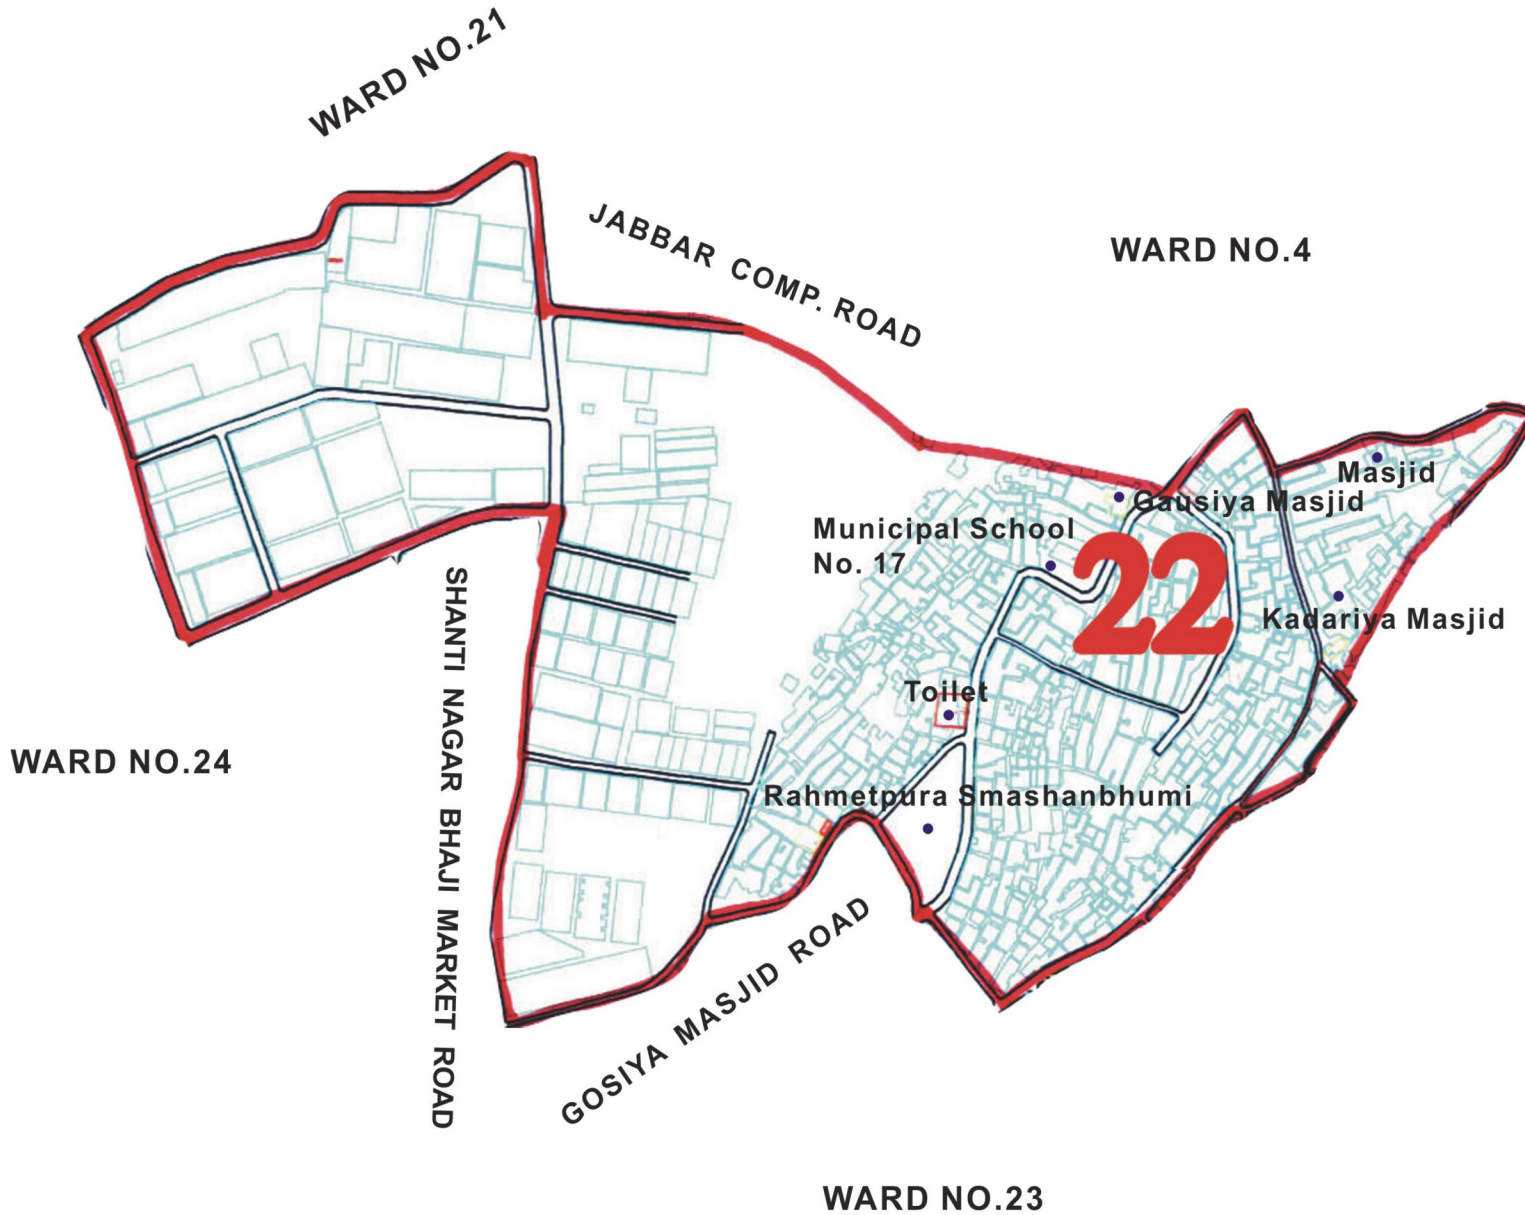 WARD NO.21
JABBAR COMP. ROAD
WARD NO.4
Masjid
Gausiya Masjid
Municipal School
No. 17
22
Kadariya Masjid
Toilet
SHANTI NAGAR BHAJI MARKET ROAD
WARD NO.24
Rahmetpura Smashanbhumi
GOSIYA MASJID ROAD
WARD NO.23